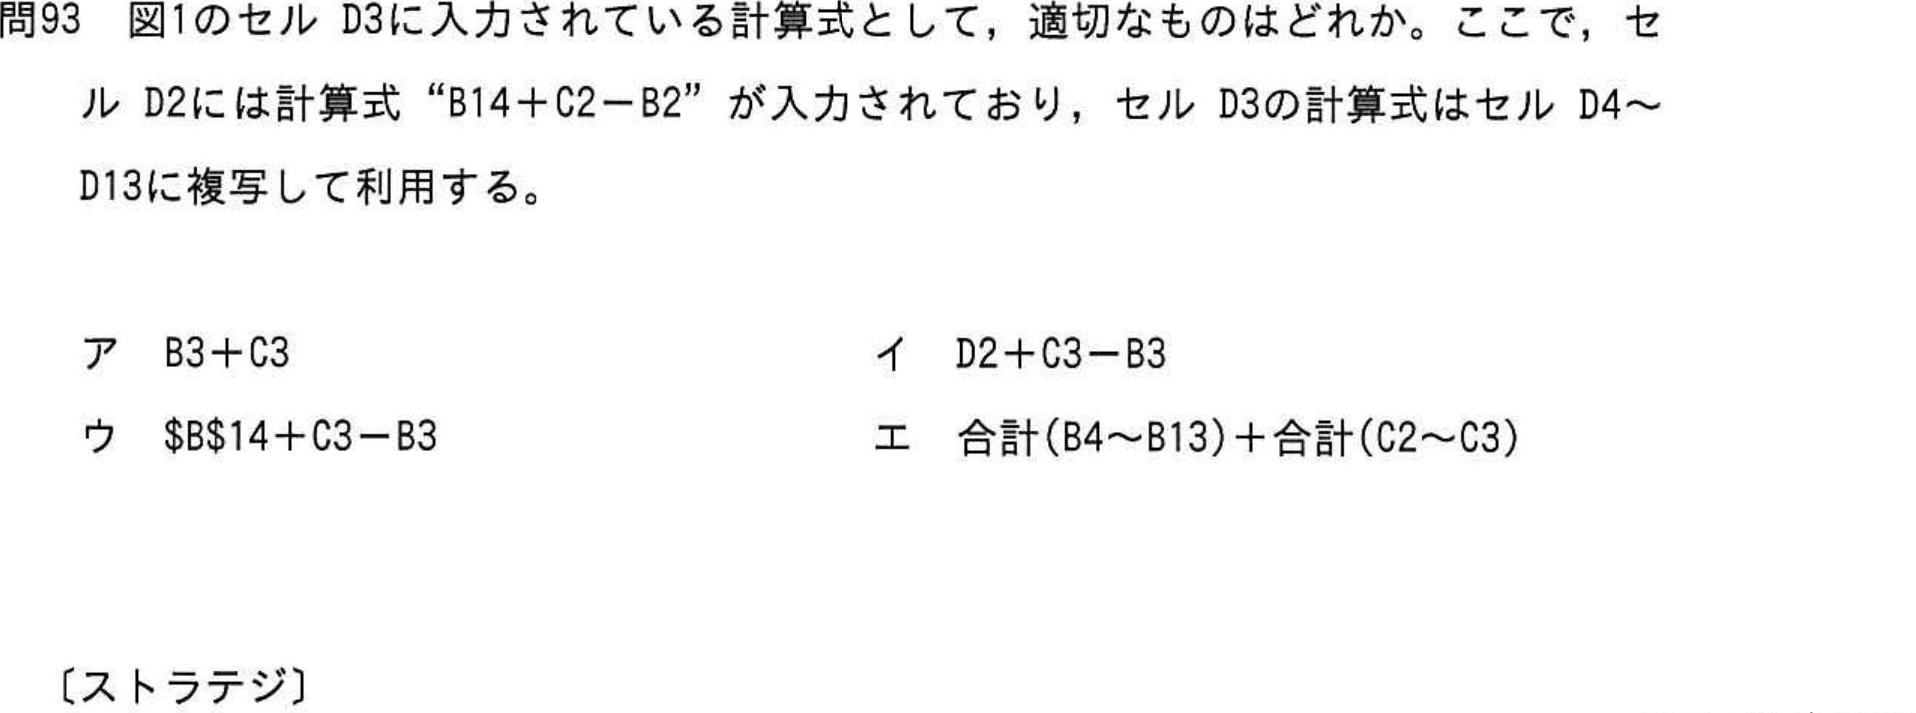 問93 図1のセル D3に入力されている計算式として，適切なものはどれか。ここで，セ
ル D2には計算式“B14＋C2－B2”が入力されており，セル D3の計算式はセル D4～
D13に複写して利用する。
ア B3＋C3 イ D2＋C3－B3
ウ $B$14＋C3－B3 エ 合計(B4～B13)＋合計(C2～C3)
〔ストラテジ〕